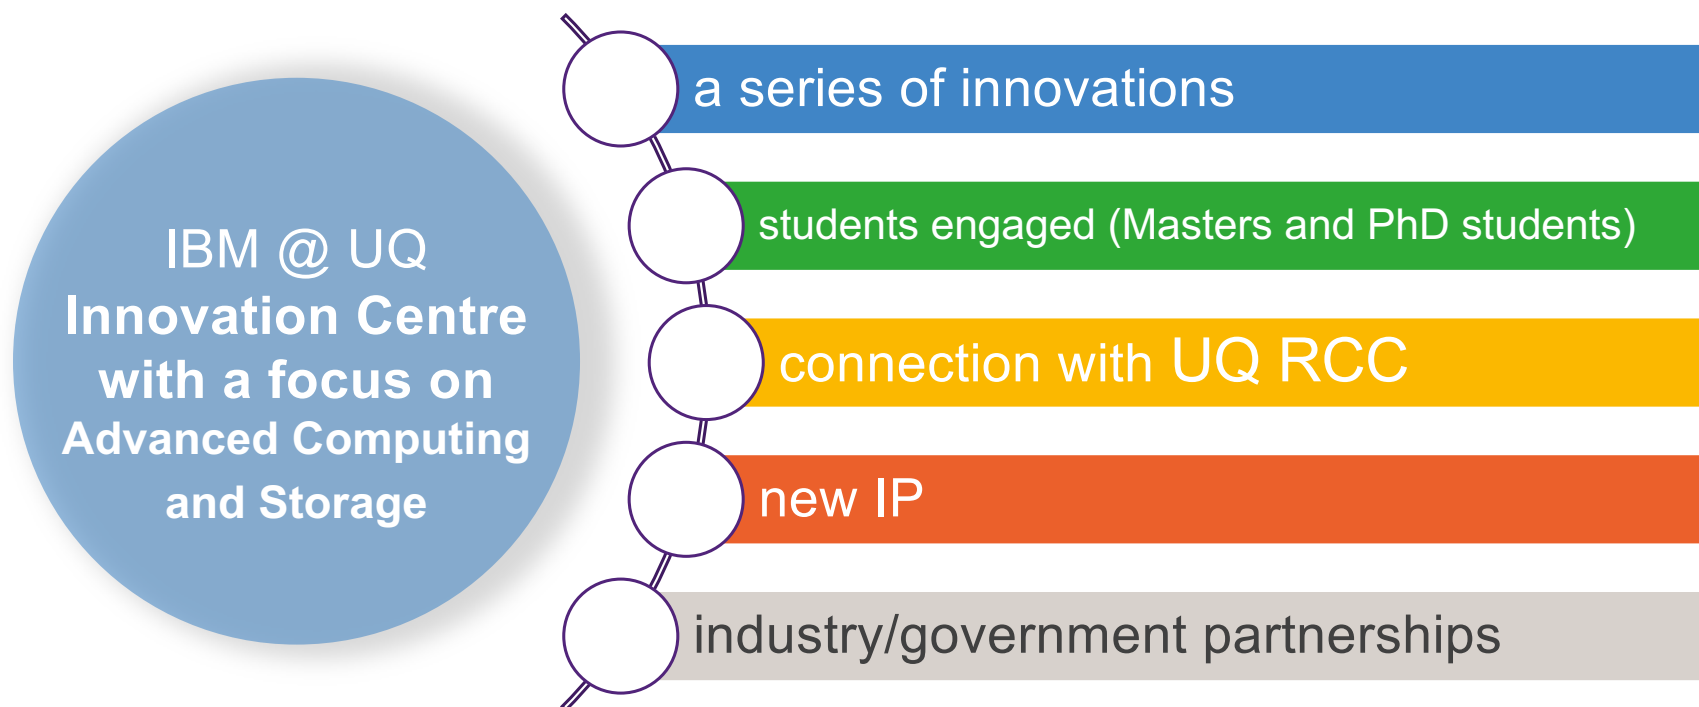 IBM @ UQ
Innovation Centre
with a focus on
Advanced Computing
and Storage
a series of innovations
students engaged (Masters and PhD students)
connection with UQ RCC
new IP
industry/government partnerships